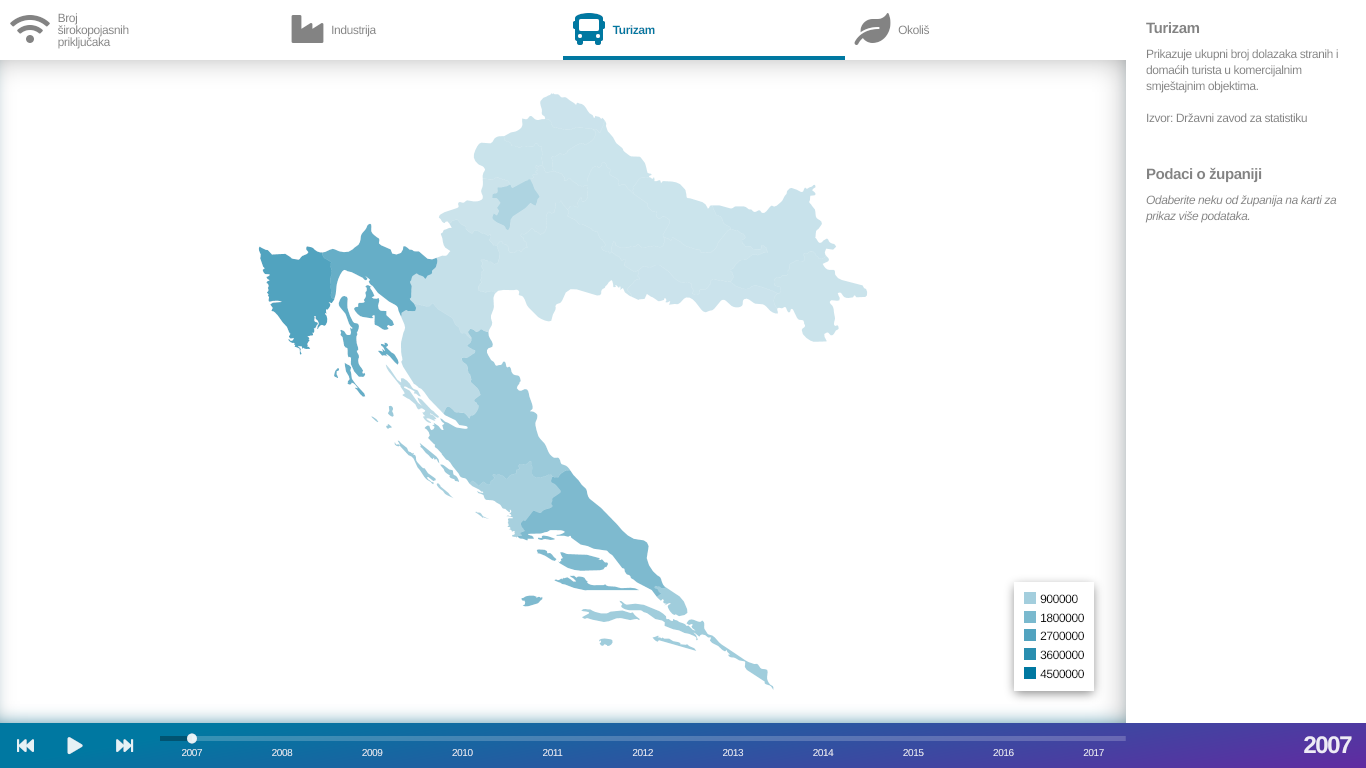 Broj
širokopojasnih
priključaka
Industrija
Turizam
Okoliš
Turizam
Prikazuje ukupni broj dolazaka stranih i
domaćih turista u komercijalnim
smještajnim objektima.
Izvor: Državni zavod za statistiku
Podaci o županiji
Odaberite neku od županija na karti za
prikaz više podataka.
900000
1800000
2700000
3600000
4500000
2007
2008
2009
2010
2011
2012
2013
2014
2015
2016
2017
2007